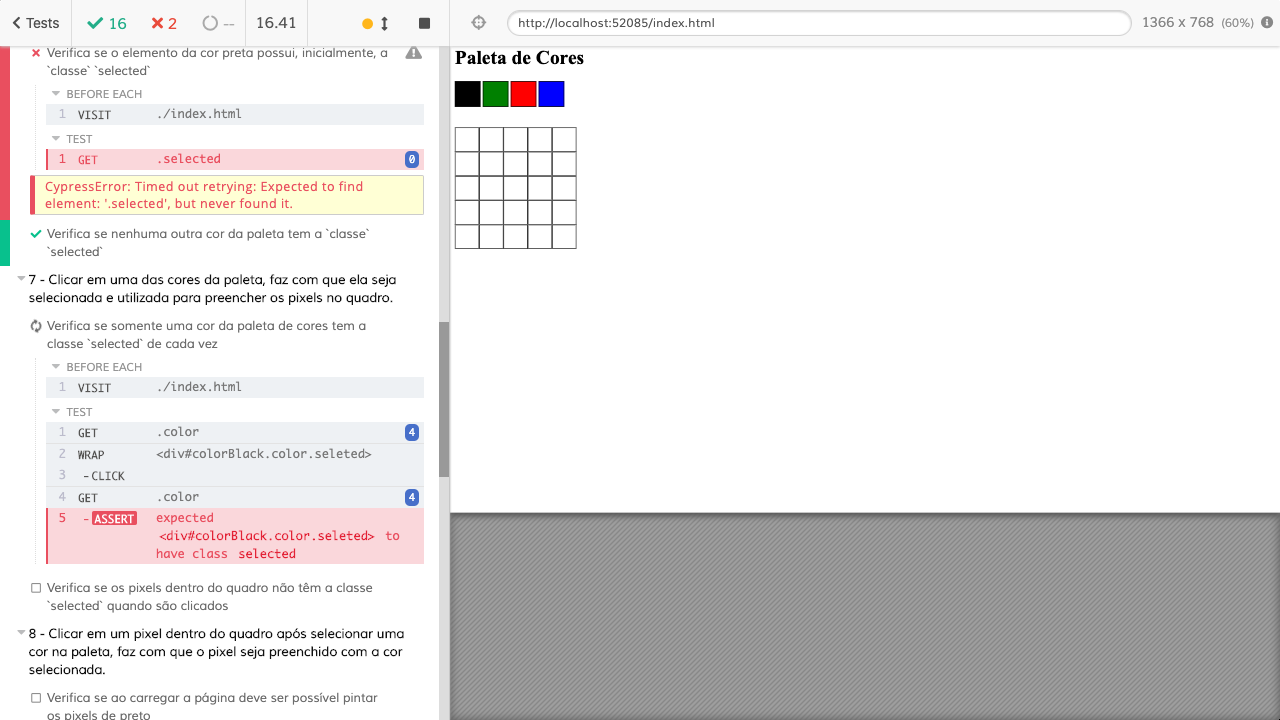 Tests
16
2
--
16.41
http://localhost:52085/index.html
1366 x 768 (60%)
Verifica se o elemento da cor preta possui, inicialmente, a
`classe` `selected`
BEFORE EACH
1 VISIT ./index.html
TEST
1 GET .selected 0
CypressError: Timed out retrying: Expected to find
element: '.selected', but never found it.
Verifica se nenhuma outra cor da paleta tem a `classe`
`selected`
7 - Clicar em uma das cores da paleta, faz com que ela seja
selecionada e utilizada para preencher os pixels no quadro.
Verifica se somente uma cor da paleta de cores tem a
classe `selected` de cada vez
BEFORE EACH
1 VISIT ./index.html
TEST
1 GET .color 4
2 WRAP <div#colorBlack.color.seleted>
3 -CLICK
4 GET .color 4
5 -ASSERT expected
<div#colorBlack.color.seleted> to
have class selected
Verifica se os pixels dentro do quadro não têm a classe
`selected` quando são clicados
8 - Clicar em um pixel dentro do quadro após selecionar uma
cor na paleta, faz com que o pixel seja preenchido com a cor
selecionada.
Verifica se ao carregar a página deve ser possível pintar
os pixels de preto
Paleta de Cores